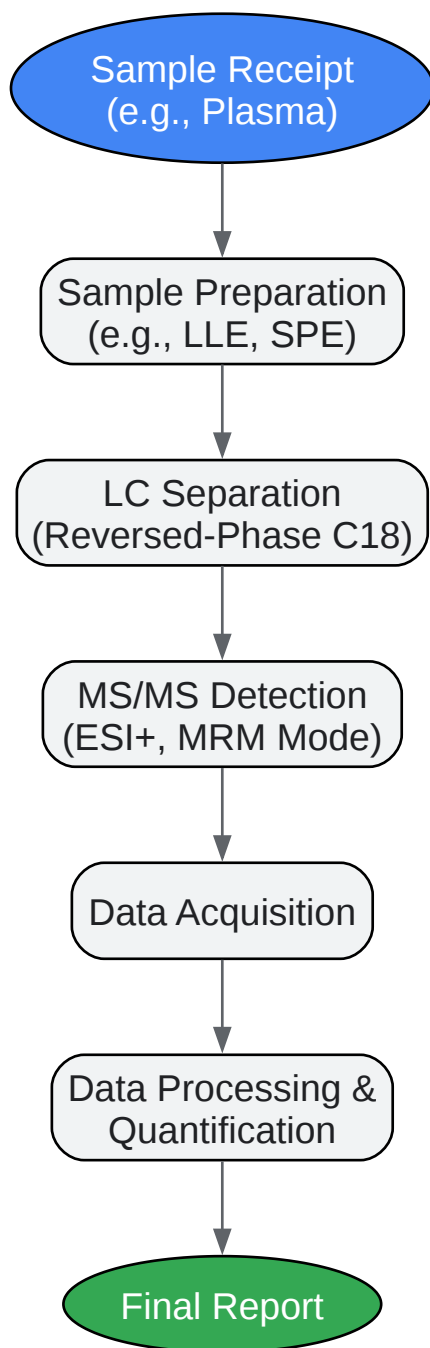 Sample Receipt
(e.g., Plasma)
Sample Preparation
(e.g., LLE, SPE)
LC Separation
(Reversed-Phase C18)
MS/MS Detection
(ESI+, MRM Mode)
Data Acquisition
Data Processing &
Quantification
Final Report